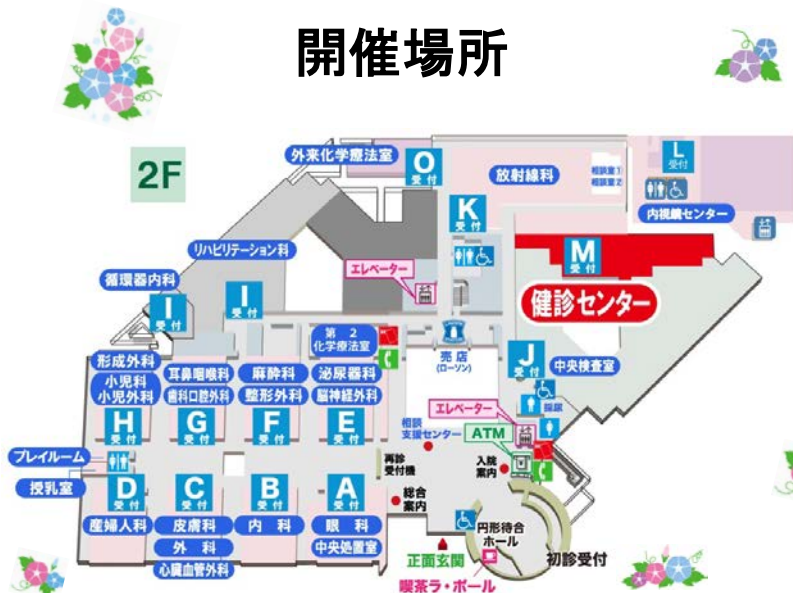 開催場所
2F
外来化学療法室
O
受付
放射線科
相談室1
相談室2
L
受付
内視鏡センター
K
受付
リハビリテーション科
エレベーター
M
受付
健診センター
循環器内科
I
受付
I
受付
第2
化学療法室
売店
(ローソン)
J
受付
中央検査室
採尿
形成外科
小児科
小児外科
耳鼻咽喉科
歯科口腔外科
麻酔科
整形外科
泌尿器科
脳神経外科
H
受付
G
受付
F
受付
E
受付
エレベーター
相談
支援センター
ATM
プレイルーム
授乳室
再診
受付機
入院
案内
D
受付
C
受付
B
受付
A
受付
総合
案内
産婦人科
皮膚科
外科
心臓血管外科
内科
眼科
中央処置室
円形待合
ホール
正面玄関
初診受付
喫茶ラ・ポール